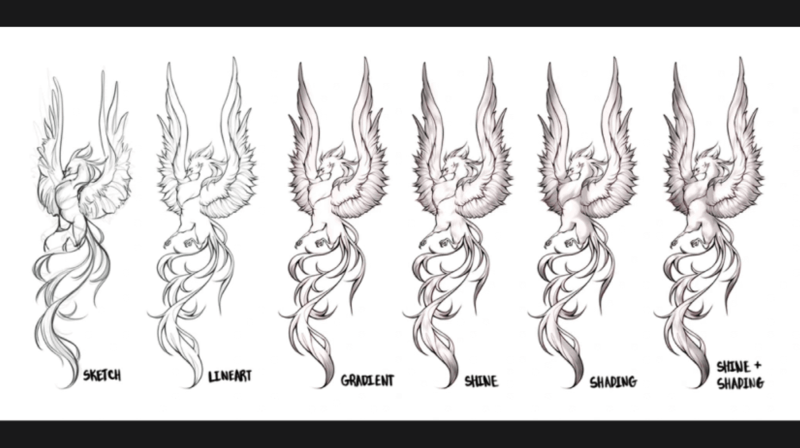 SKETCH
LINEART
GRADIENT
SHINE
SHADING
SHINE +
SHADING